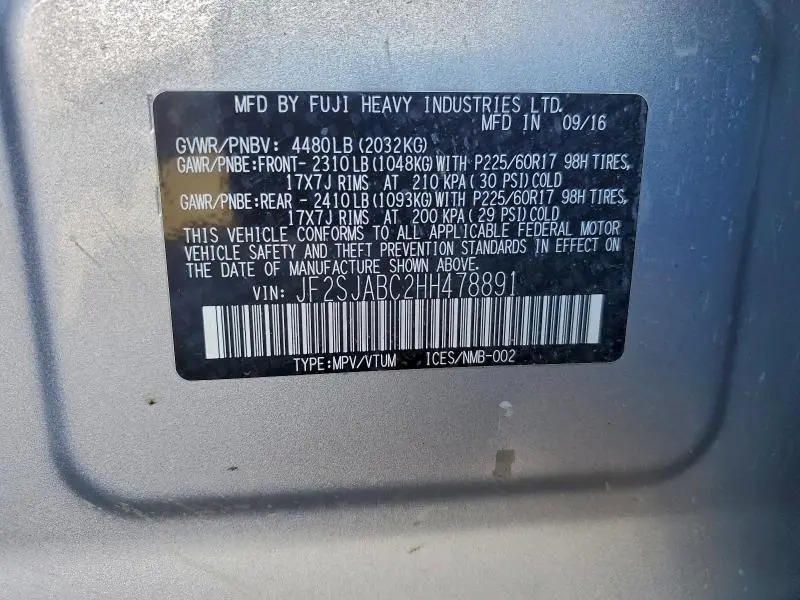 MFD BY FUJI HEAVY INDUSTRIES LTD.
MFD IN 09/16
GVWR/PNBV: 4480LB(2032KG)
GAWR/PNBE:FRONT- 2310LB(1048KG)WITH P225/60R17 98H TIRES,
17X7J RIMS AT 210 KPA(30 PSI)COLD
GAWR/PNBE:REAR - 2410LB(1093KG)WITH P225/60R17 98H TIRES,
17X7J RIMS AT 200 KPA(29 PSI)COLD
THIS VEHICLE CONFORMS TO ALL APPLICABLE FEDERAL MOTOR
VEHICLE SAFETY AND THEFT PREVENTION STANDARDS IN EFFECT ON
THE DATE OF MANUFACTURE SHOWN ABOVE.
VIN: JF2SJABC2HH478891
TYPE:MPV/VTUM ICES/NMB-002